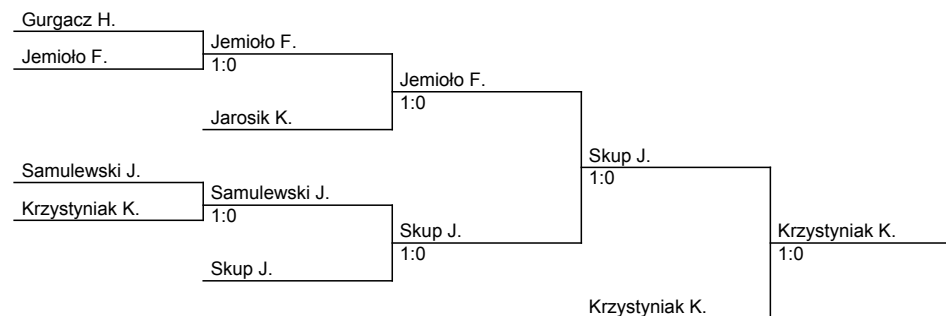 Gurgacz H.
Jemioło F.
Jemioło F.
1:0
Jemioło F.
1:0
Jarosik K.
Skup J.
1:0
Samulewski J.
Samulewski J.
1:0
Krzystyniak K.
Skup J.
1:0
Krzystyniak K.
1:0
Skup J.
Krzystyniak K.